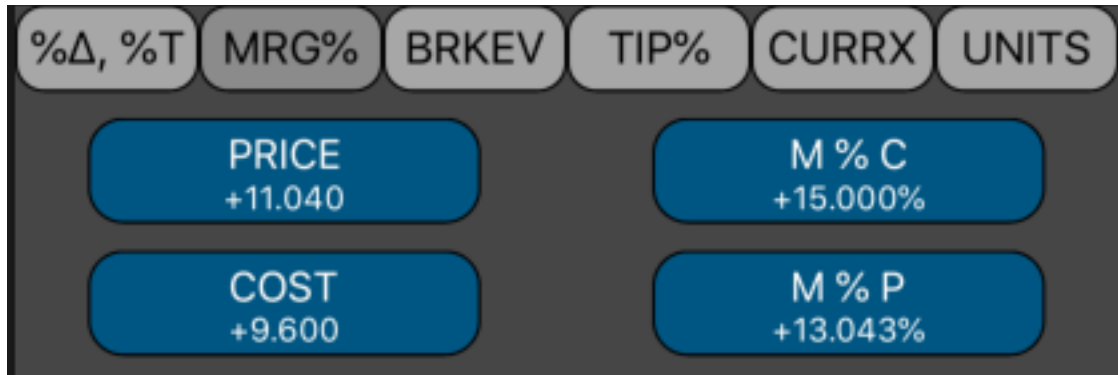 %Δ, %T MRG% BRKEV TIP% CURRX UNITS
PRICE M % C
+11.040 +15.000%
COST M % P
+9.600 +13.043%